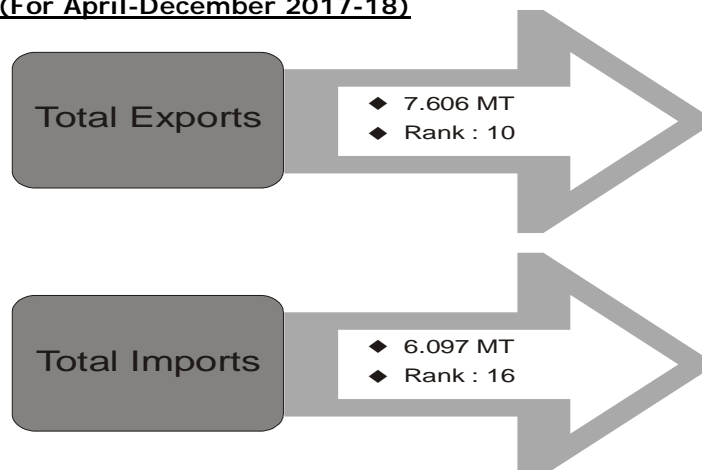 (For April-December 2017-18)
Total Exports
◆ 7.606 MT
◆ Rank : 10
Total Imports
◆ 6.097 MT
◆ Rank : 16